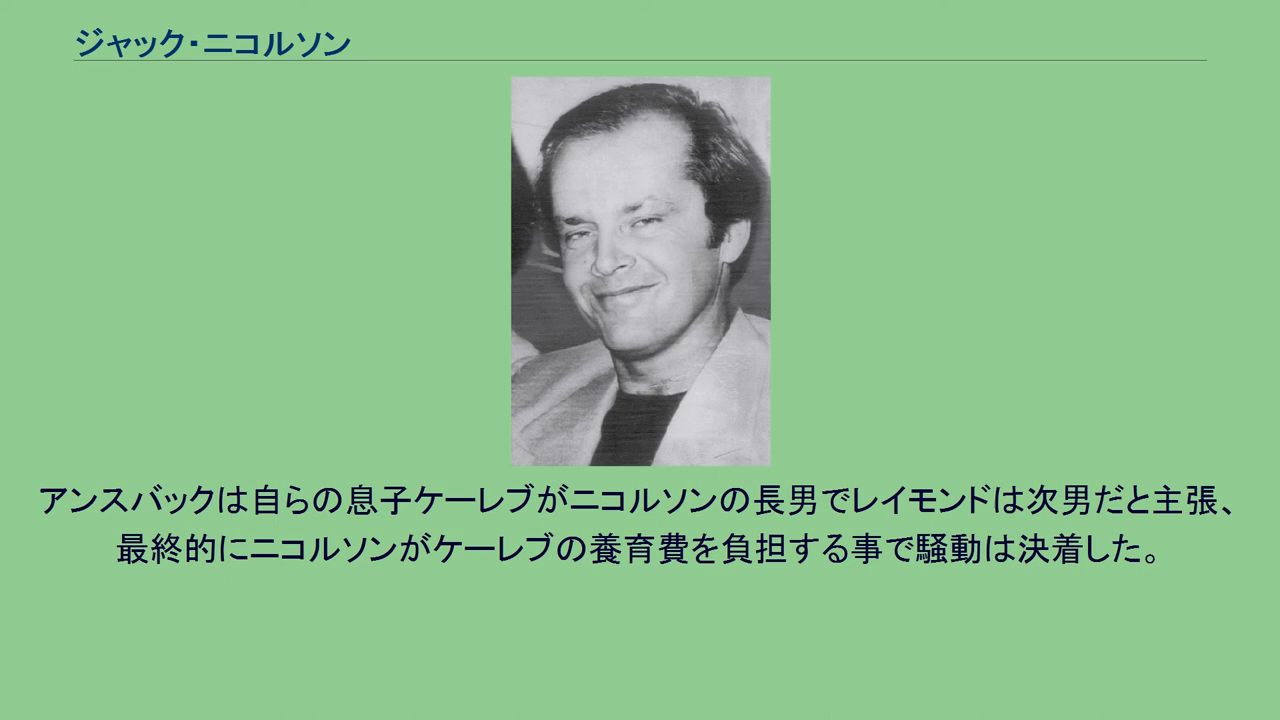 ジャック・ニコルソン
アンスバックは自らの息子ケーレブがニコルソンの長男でレイモンドは次男だと主張、
最終的にニコルソンがケーレブの養育費を負担する事で騒動は決着した。